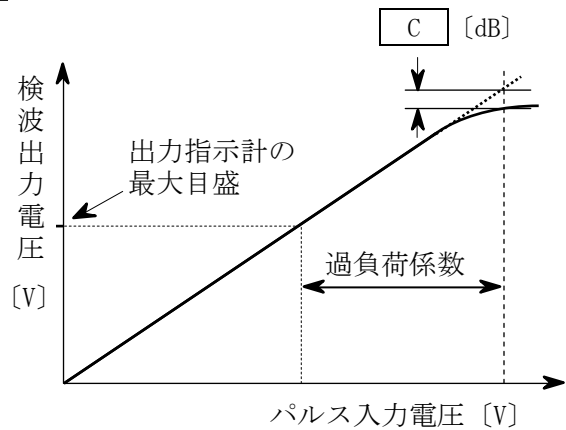 C 〔dB〕
検波出力電圧
〔V〕
出力指示計の
最大目盛
過負荷係数
パルス入力電圧〔V〕